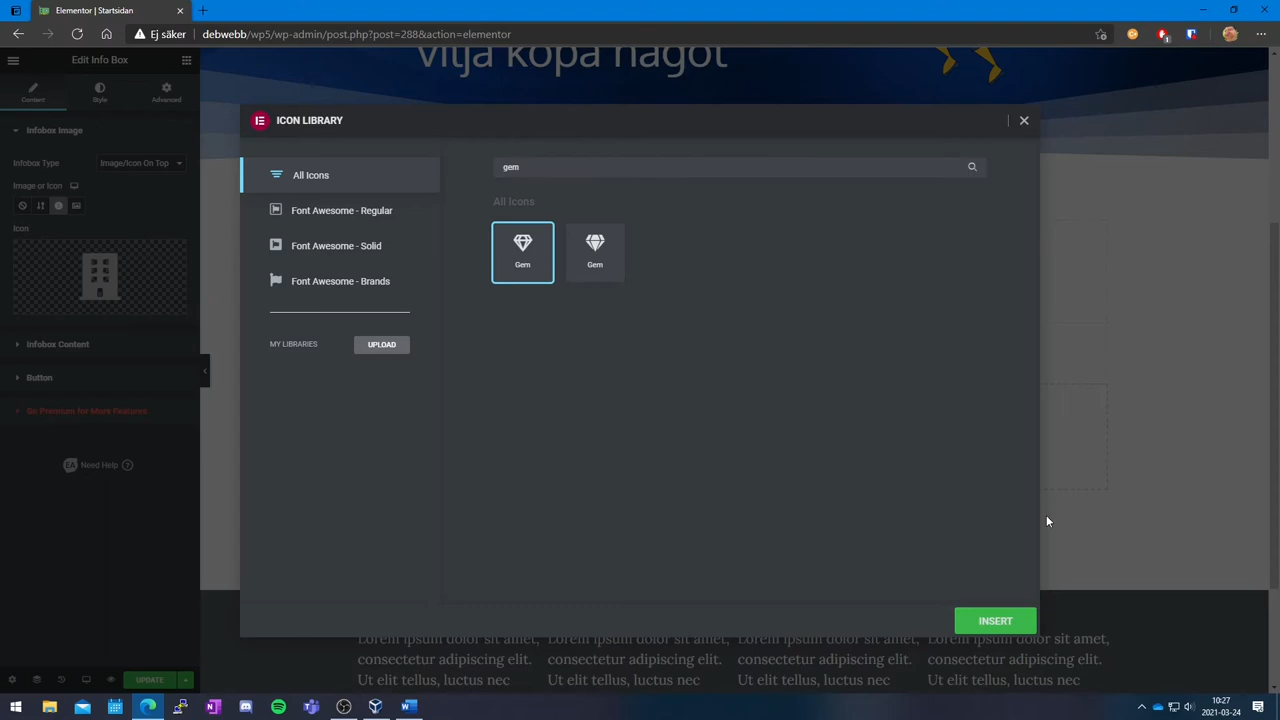 Elementor | Startsidan
Ej säker
debwebb/wp5/wp-admin/post.php?post=288&action=elementor
1
Edit Info Box
Content
Style
Advanced
Infobox Image
Infobox Type
Image/Icon On Top
Image or Icon
Icon
Infobox Content
Button
Go Premium for More Features
EA Need Help ?
UPDATE
vilja köpa något
ICON LIBRARY
All Icons
Font Awesome - Regular
Font Awesome - Solid
Font Awesome - Brands
MY LIBRARIES
UPLOAD
gem
All Icons
Gem
Gem
INSERT
Lorem ipsum dolor sit amet, Lorem ipsum dolor sit amet, Lorem ipsum dolor sit amet, Lorem ipsum dolor sit amet,
consectetur adipiscing elit. consectetur adipiscing elit. consectetur adipiscing elit. consectetur adipiscing elit.
Ut elit tellus, luctus nec Ut elit tellus, luctus nec Ut elit tellus, luctus nec Ut elit tellus, luctus nec
10:27
2021-03-24